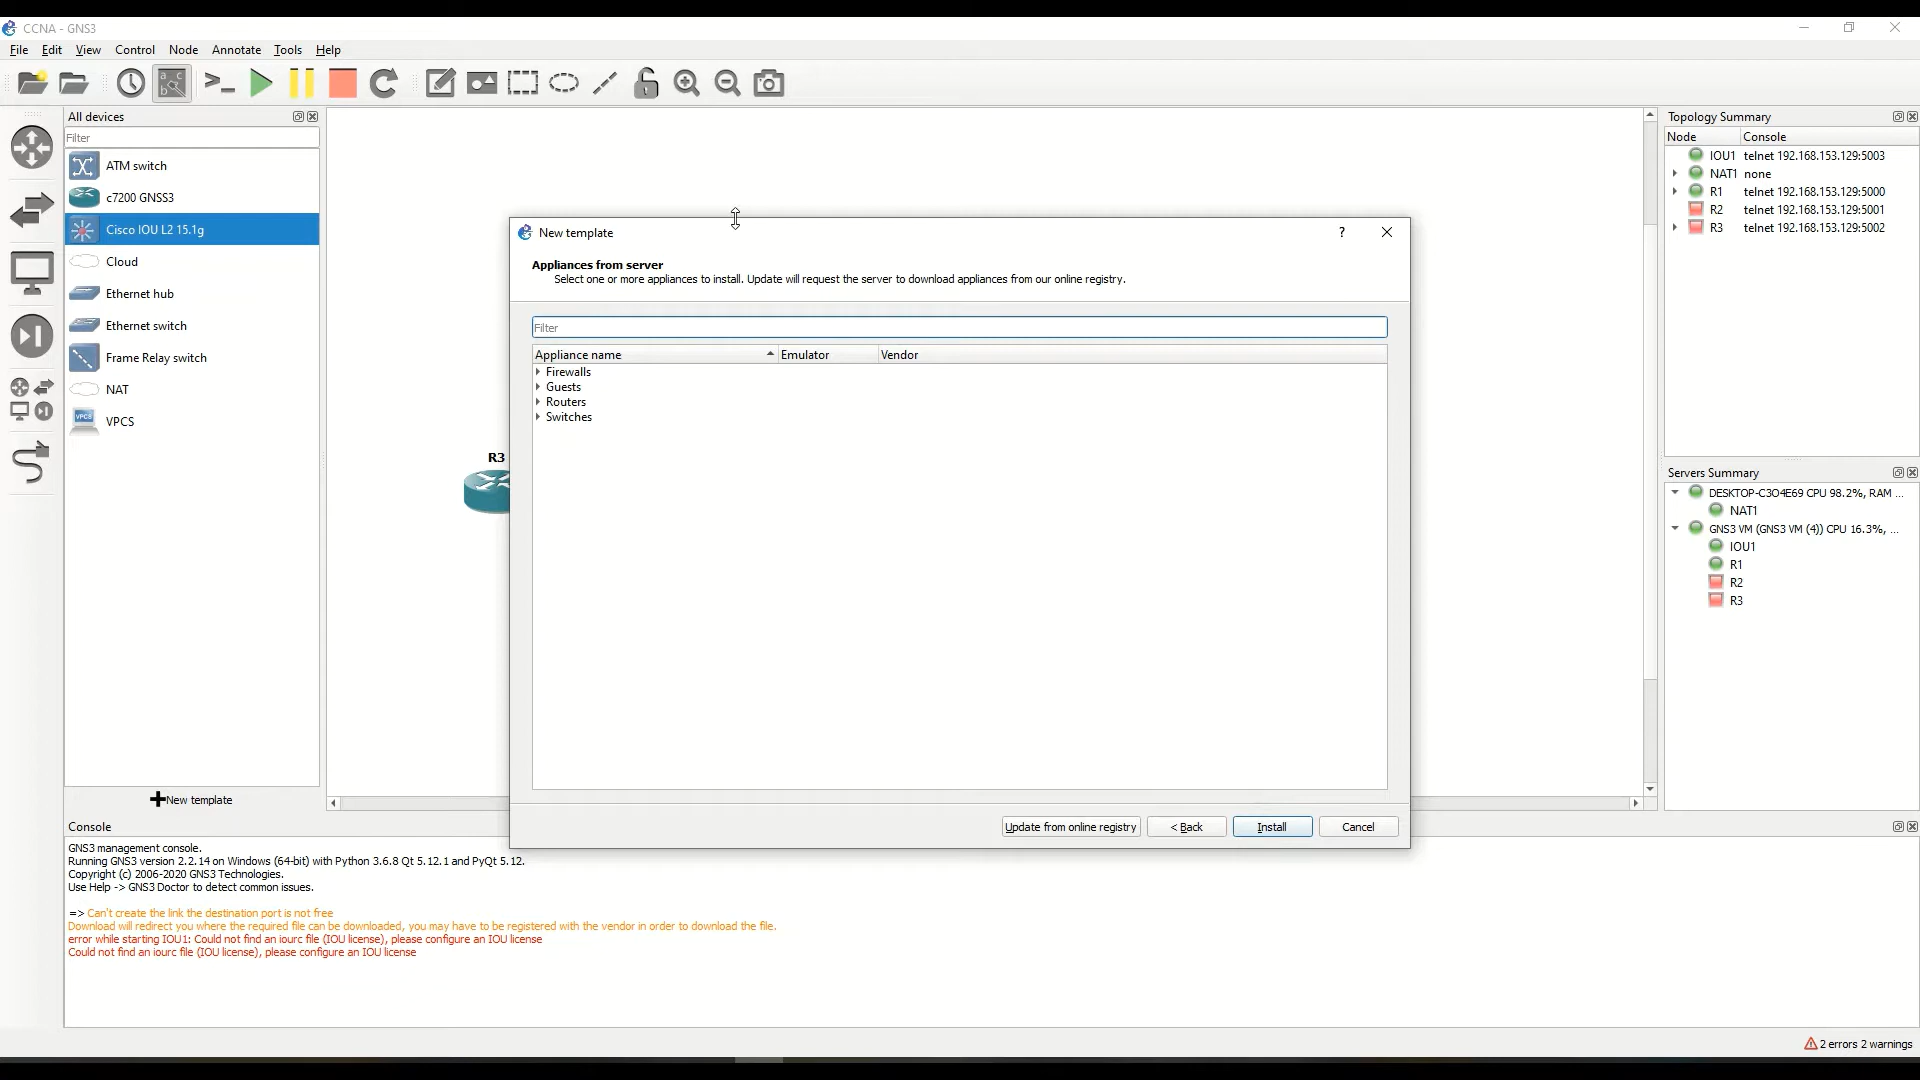 CCNA - GNS3
File Edit View Control Node Annotate Tools Help
All devices
Filter
ATM switch
c7200 GNSS3
Cisco IOU L2 15.1g
Cloud
Ethernet hub
Ethernet switch
Frame Relay switch
NAT
VPCS
VPCS
New template
R3
New template
?
Appliances from server
Select one or more appliances to install. Update will request the server to download appliances from our online registry.
Filter
Appliance name Emulator Vendor
Firewalls
Guests
Routers
Switches
Update from online registry < Back Install Cancel
Topology Summary
Node Console
IOU1 telnet 192.168.153.129:5003
NAT1 none
R1 telnet 192.168.153.129:5000
R2 telnet 192.168.153.129:5001
R3 telnet 192.168.153.129:5002
Servers Summary
DESKTOP-C3O4E69 CPU 98.2%, RAM ...
NAT1
GNS3 VM (GNS3 VM (4)) CPU 16.3%, ...
IOU1
R1
R2
R3
Console
GNS3 management console.
Running GNS3 version 2.2.14 on Windows (64-bit) with Python 3.6.8 Qt 5.12.1 and PyQt 5.12.
Copyright (c) 2006-2020 GNS3 Technologies.
Use Help -> GNS3 Doctor to detect common issues.
=> Can't create the link the destination port is not free
Download will redirect you where the required file can be downloaded, you may have to be registered with the vendor in order to download the file.
error while starting IOU1: Could not find an iourc file (IOU license), please configure an IOU license
Could not find an iourc file (IOU license), please configure an IOU license
2 errors 2 warnings